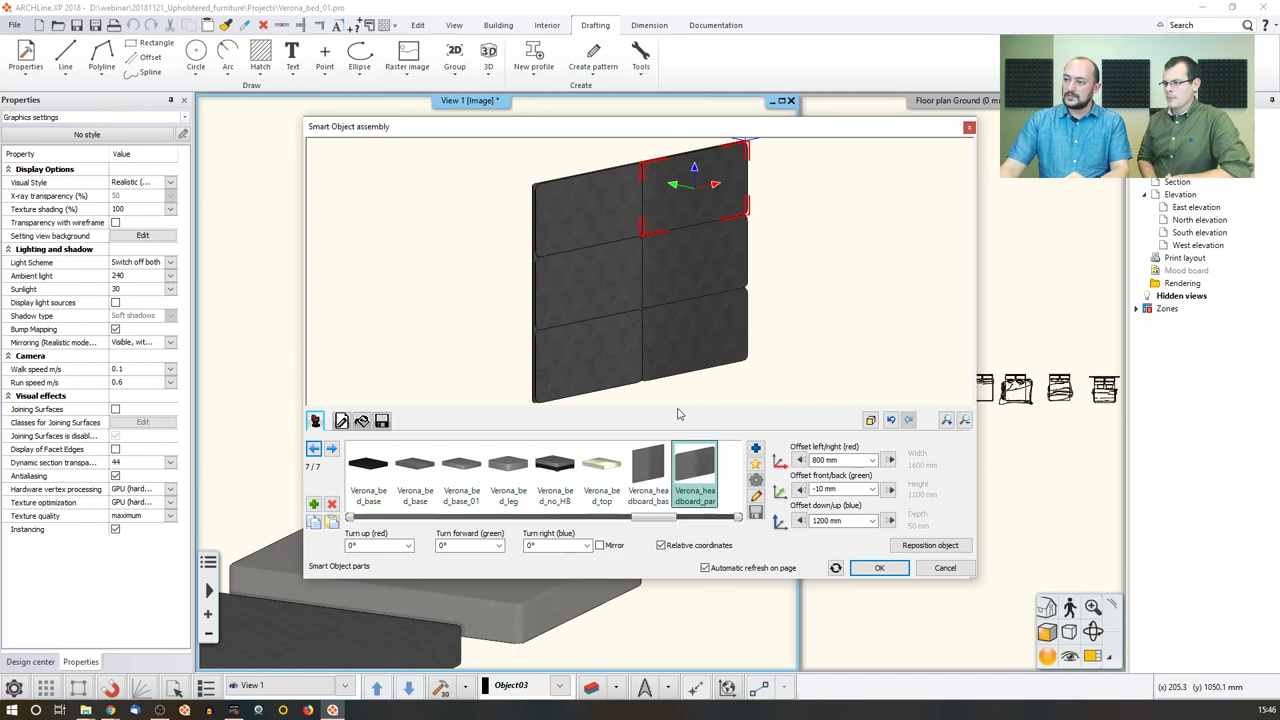 ARCHLine.XP 2018 - D:\webinar\20181121_Upholstered_furniture\Projects\Verona_bed_01.pro
File
Edit
View
Building
Interior
Drafting
Dimension
Documentation
Search
Properties
Line
Polyline
Rectangle
Offset
Spline
Circle
Arc
Hatch
Text
Point
Ellipse
Raster image
Group
3D
New profile
Create pattern
Tools
Draw
Create
Properties
Graphics settings
No style
Property Value
Display Options
Visual Style Realistic (...
X-ray transparency (%) 50
Texture shading (%) 100
Transparency with wireframe
Setting view background Edit
Lighting and shadow
Light Scheme Switch off both
Ambient light 240
Sunlight 30
Display light sources
Shadow type Soft shadows
Bump Mapping
Mirroring (Realistic mode... Visible, wit...
Camera
Walk speed m/s 0.1
Run speed m/s 0.6
Visual effects
Joining Surfaces
Classes for Joining Surfaces Edit
Joining Surfaces is disabl...
Display of Facet Edges
Dynamic section transpa... 44
Antialiasing
Hardware vertex processing GPU (hard...
Texture optimization GPU (hard...
Texture quality maximum
Instancing
Design center Properties
View 1 [Image] *
Floor plan Ground (0 m
Smart Object assembly
7 / 7
Verona_be
d_base
Verona_be
d_base
Verona_be
d_base_01
Verona_be
d_leg
Verona_be
d_no_HB
Verona_be
d_top
Verona_hea
dboard_bas
Verona_hea
dboard_par
Offset left/right (red)
800 mm
Offset front/back (green)
-10 mm
Offset down/up (blue)
1200 mm
Width
1600 mm
Height
1200 mm
Depth
50 mm
Turn up (red)
0°
Turn forward (green)
0°
Turn right (blue)
0°
Mirror
Relative coordinates
Reposition object
Smart Object parts
Automatic refresh on page
OK
Cancel
Section
Elevation
East elevation
North elevation
South elevation
West elevation
Print layout
Mood board
Rendering
Hidden views
Zones
View 1
Object03
(x) 205.3 (y) 1050.1 mm
15:46